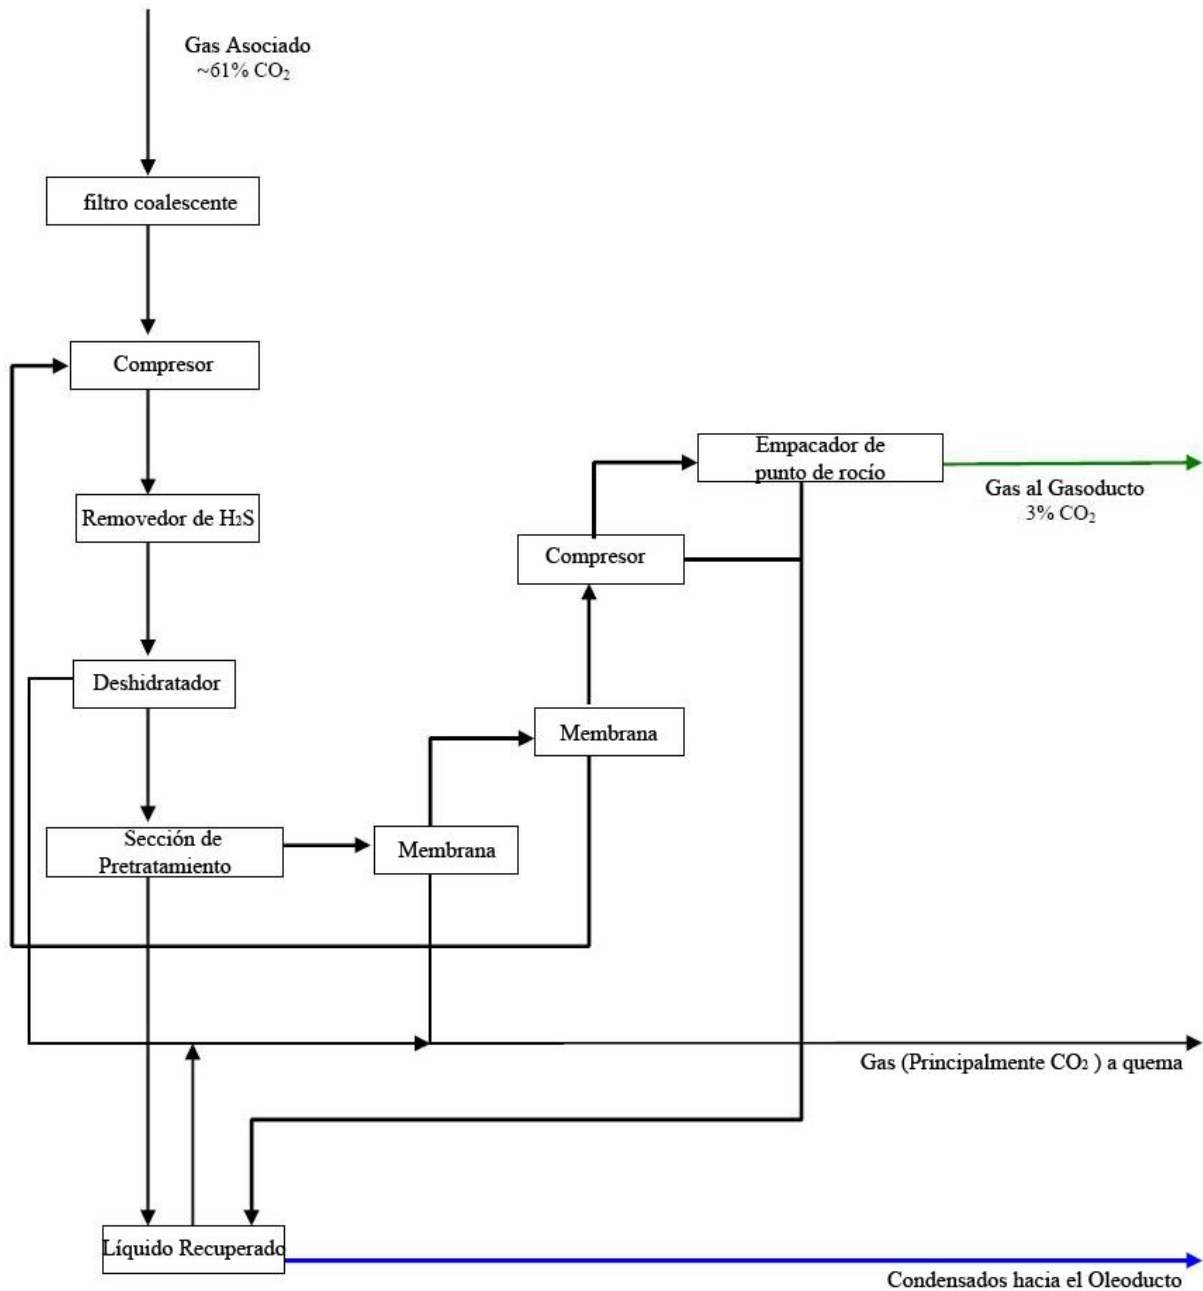 Gas Asociado
~61% CO₂
filtro coalescente
Compresor
Empacador de
punto de rocío
Gas al Gasoducto
3% CO₂
Removedor de H₂S
Compresor
Deshidratador
Membrana
Sección de
Pretratamiento
Membrana
Gas (Principalmente CO₂ ) a quema
Líquido Recuperado
Condensados hacia el Oleoducto